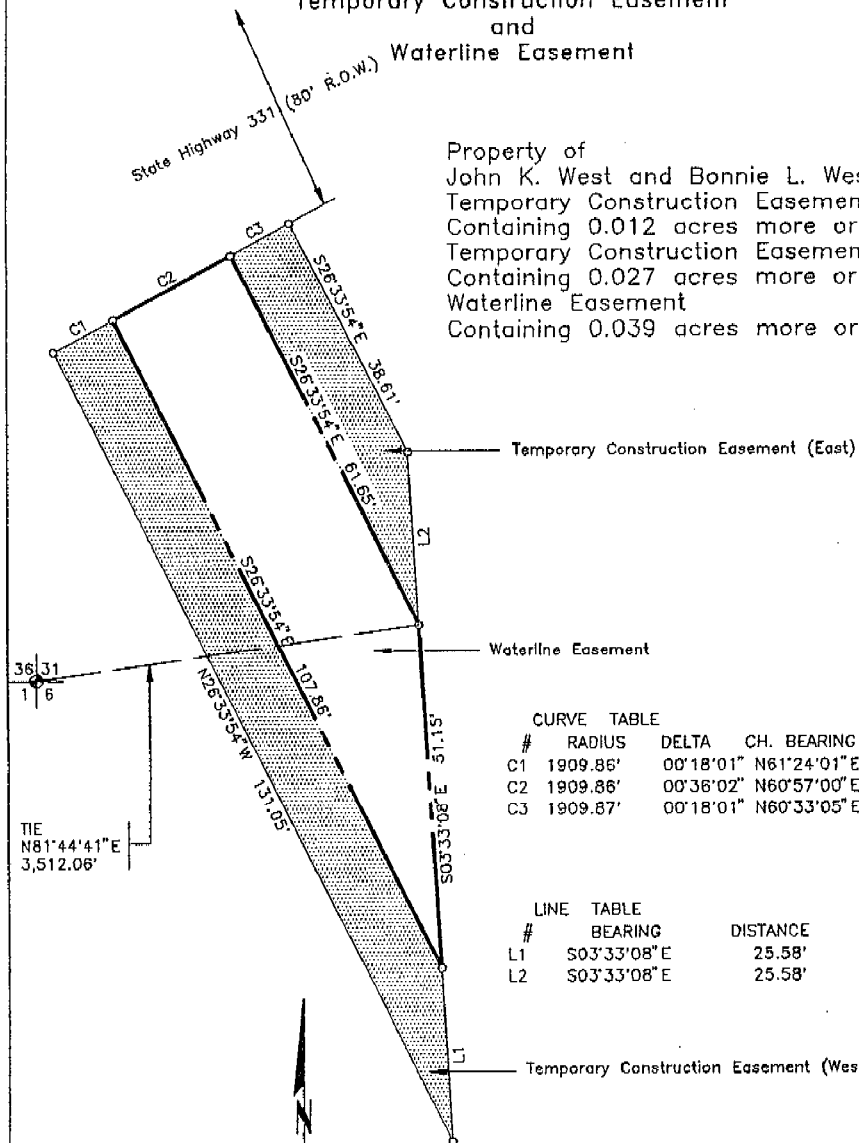 Temporary Construction Easement
and
Waterline Easement
State Highway 331 (80' R.O.W.)
Property of
John K. West and Bonnie L. Wes
Temporary Construction Easemen
Containing 0.012 acres more or
Temporary Construction Easemen
Containing 0.027 acres more or
Waterline Easement
Containing 0.039 acres more or
C1
C2
C3
S26°33'54"E 38.61'
S26°33'54"E 61.65'
Temporary Construction Easement (East)
L2
S26°33'54"E 107.86'
Waterline Easement
36 31
1 6
N26°33'54"W 131.05'
S03°33'08"E 51.15'
TIE
N81°44'41"E
3,512.06'
CURVE TABLE
# RADIUS DELTA CH. BEARING
C1 1909.86' 00°18'01" N61°24'01"E
C2 1909.86' 00°36'02" N60°57'00"E
C3 1909.87' 00°18'01" N60°33'05"E
LINE TABLE
# BEARING DISTANCE
L1 S03°33'08"E 25.58'
L2 S03°33'08"E 25.58'
L1
Temporary Construction Easement (Wes
N